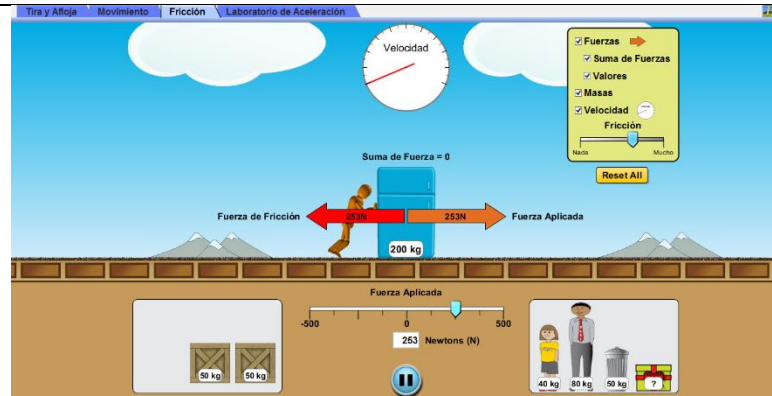 Tira y Afloja Movimiento Fricción Laboratorio de Aceleración
Velocidad
Fuerzas
Suma de Fuerzas
Valores
Masas
Velocidad
Fricción
Nada Mucho
Reset All
Suma de Fuerza = 0
Fuerza de Fricción 253N 253N Fuerza Aplicada
200 kg
Fuerza Aplicada
-500 0 500
253 Newtons (N)
50 kg 50 kg
40 kg 80 kg 50 kg ?